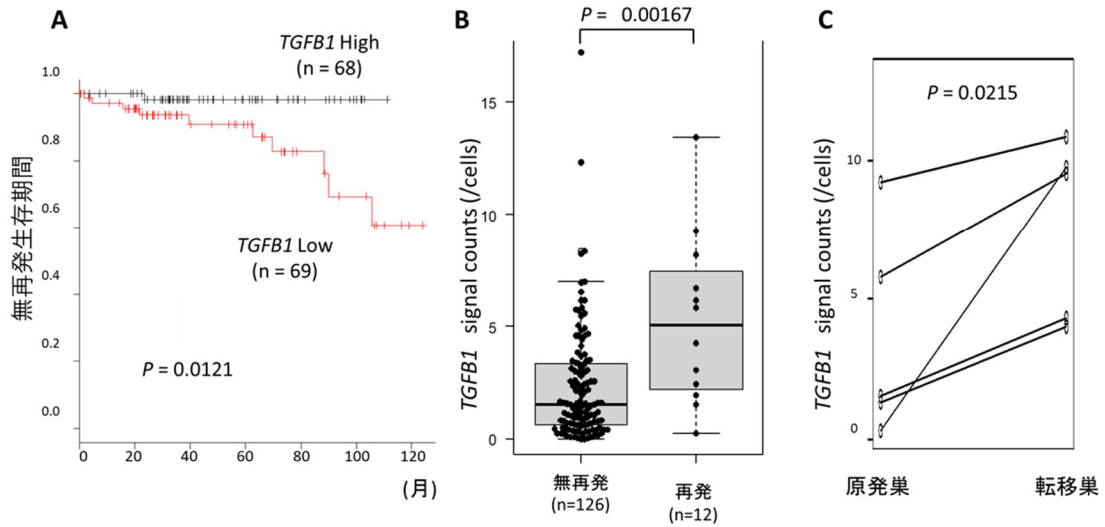 A
TGFB1 High
(n = 68)
1.0
0.8
0.6
0.4
0.2
0.0
無再発生存期間
TGFB1 Low
(n = 69)
P = 0.0121
0 20 40 60 80 100 120
(月)
B
P = 0.00167
15
10
5
0
TGFB1 signal counts (/cells)
無再発
(n=126)
再発
(n=12)
C
P = 0.0215
10
5
0
TGFB1 signal counts (/cells)
原発巣
転移巣